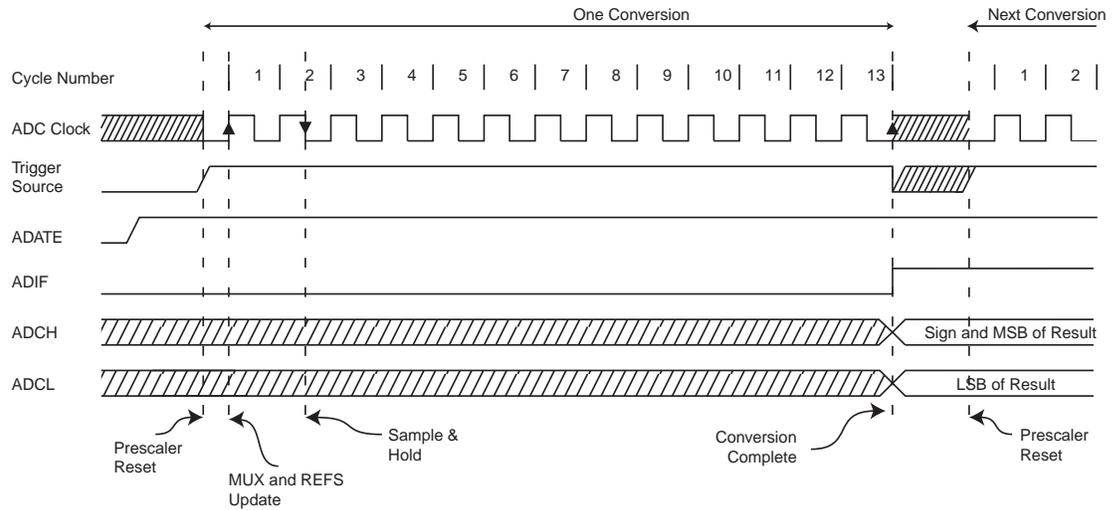 One Conversion
Next Conversion
Cycle Number
1 2 3 4 5 6 7 8 9 10 11 12 13 1 2
ADC Clock
Trigger
Source
ADATE
ADIF
ADCH
Sign and MSB of Result
ADCL
LSB of Result
Prescaler
Reset
MUX and REFS
Update
Sample &
Hold
Conversion
Complete
Prescaler
Reset